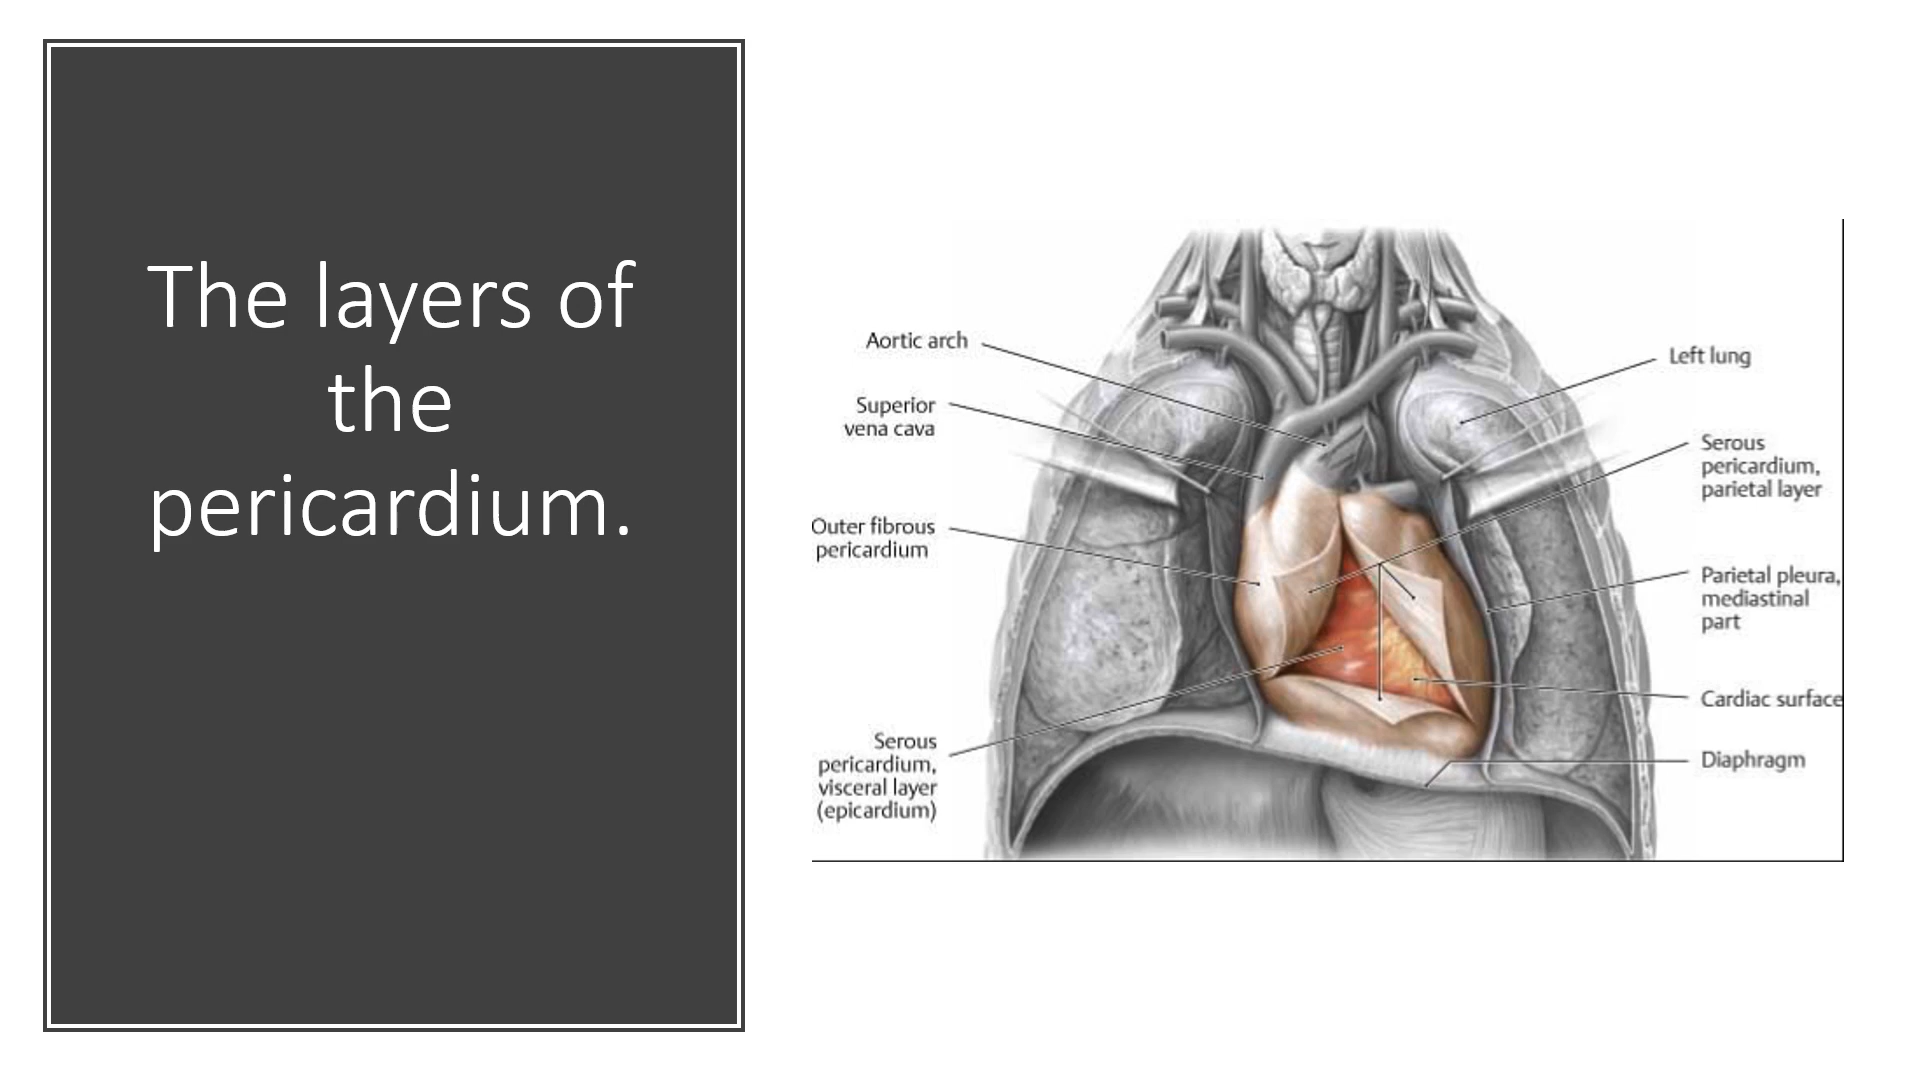 The layers of
the
pericardium.
Aortic arch
Superior
vena cava
Outer fibrous
pericardium
Serous
pericardium,
visceral layer
(epicardium)
Left lung
Serous
pericardium,
parietal layer
Parietal pleura,
mediastinal
part
Cardiac surface
Diaphragm